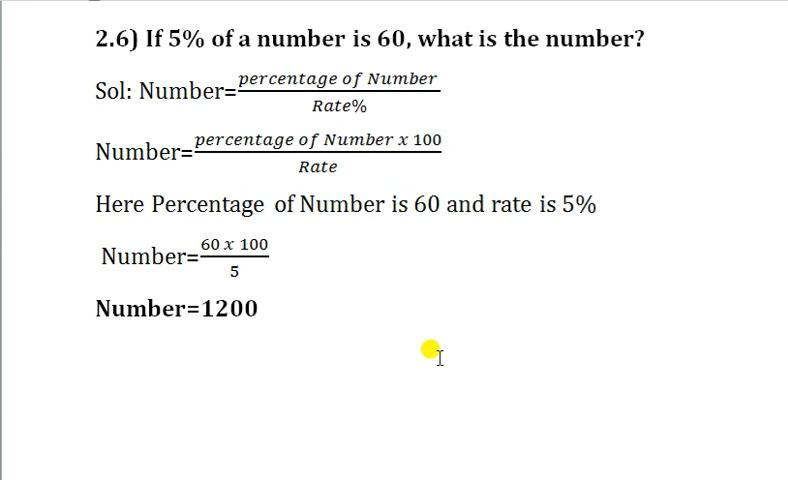 2.6) If 5% of a number is 60, what is the number?
Sol: Number=percentage of Number/Rate%
Number=percentage of Number x 100/Rate
Here Percentage of Number is 60 and rate is 5%
Number=60 x 100/5
Number=1200